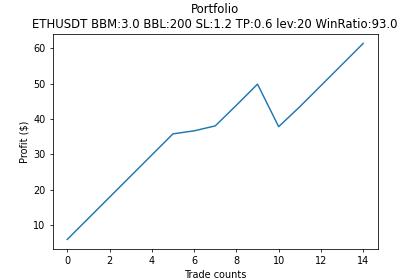 Portfolio
ETHUSDT BBM:3.0 BBL:200 SL:1.2 TP:0.6 lev:20 WinRatio:93.0
60
50
40
30
20
10
Profit ($)
0 2 4 6 8 10 12 14
Trade counts